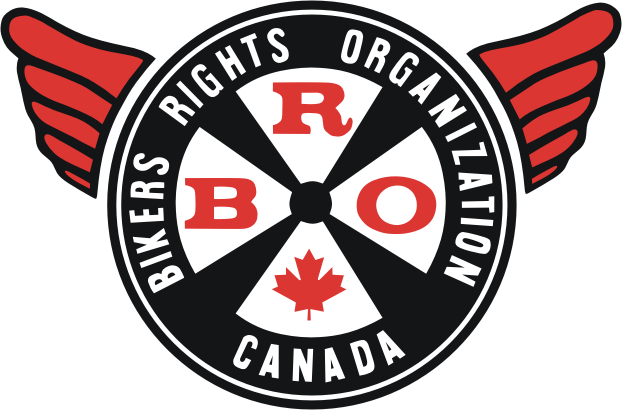 BIKERS RIGHTS ORGANIZATION
R
B O
CANADA